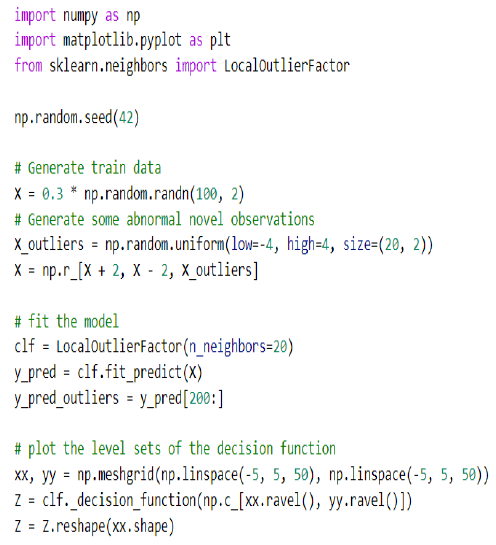 import numpy as np
import matplotlib.pyplot as plt
from sklearn.neighbors import LocalOutlierFactor
np.random.seed(42)
# Generate train data
X = 0.3 * np.random.randn(100, 2)
# Generate some abnormal novel observations
X_outliers = np.random.uniform(low=-4, high=4, size=(20, 2))
X = np.r_[X + 2, X - 2, X_outliers]
# fit the model
clf = LocalOutlierFactor(n_neighbors=20)
y_pred = clf.fit_predict(X)
y_pred_outliers = y_pred[200:]
# plot the level sets of the decision function
xx, yy = np.meshgrid(np.linspace(-5, 5, 50), np.linspace(-5, 5, 50))
Z = clf._decision_function(np.c_[xx.ravel(), yy.ravel()])
Z = Z.reshape(xx.shape)